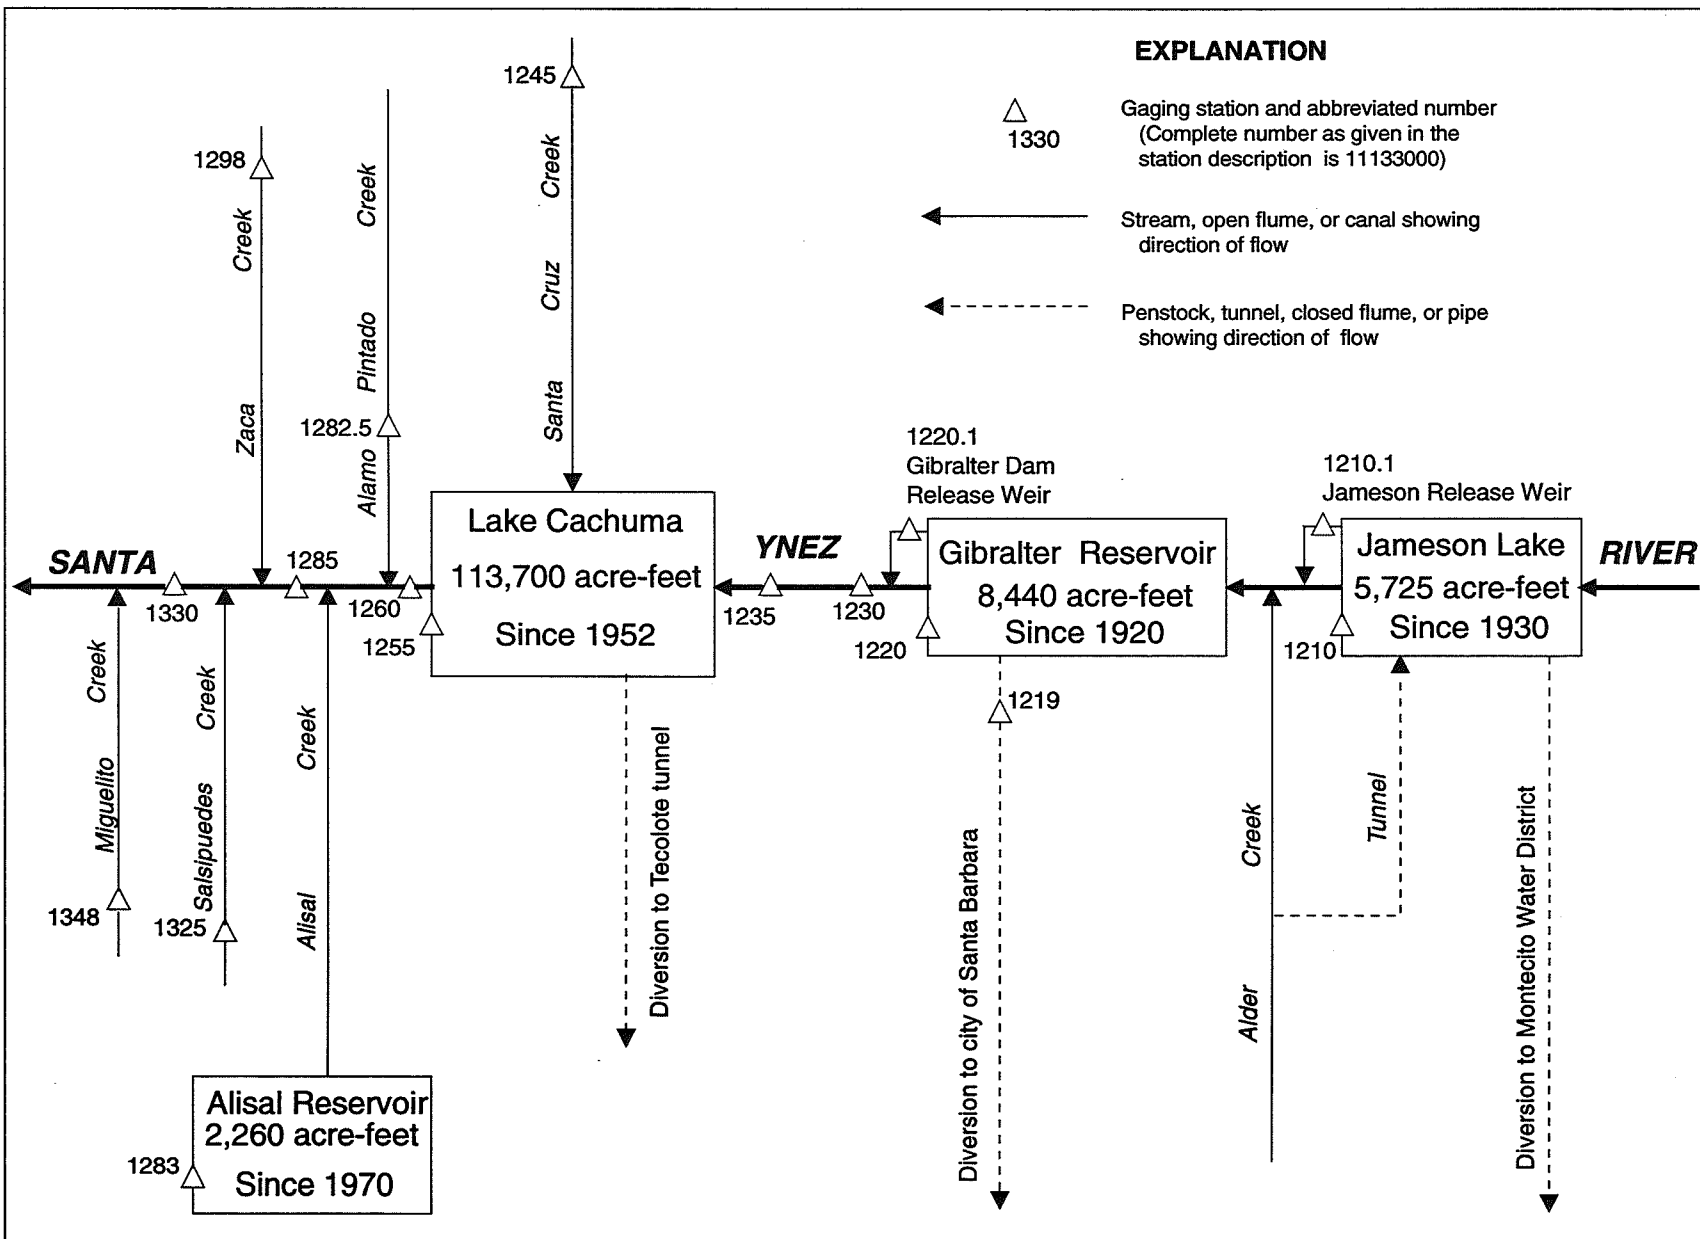 EXPLANATION
1330
Gaging station and abbreviated number
(Complete number as given in the
station description is 11133000)
Stream, open flume, or canal showing
direction of flow
Penstock, tunnel, closed flume, or pipe
showing direction of flow
1245
Santa Cruz Creek
1298
Zaca Creek
1282.5
Alamo Pintado Creek
1220.1
Gibralter Dam
Release Weir
1210.1
Jameson Release Weir
SANTA
YNEZ
RIVER
1330
1285
1260
1255
Lake Cachuma
113,700 acre-feet
Since 1952
1235
1230
1220
Gibralter Reservoir
8,440 acre-feet
Since 1920
1210
Jameson Lake
5,725 acre-feet
Since 1930
1219
Miguelito Creek
1348
Salsipuedes Creek
1325
Alisal Creek
Diversion to Tecolote tunnel
Diversion to city of Santa Barbara
Alder Creek
Tunnel
Diversion to Montecito Water District
Alisal Reservoir
2,260 acre-feet
Since 1970
1283